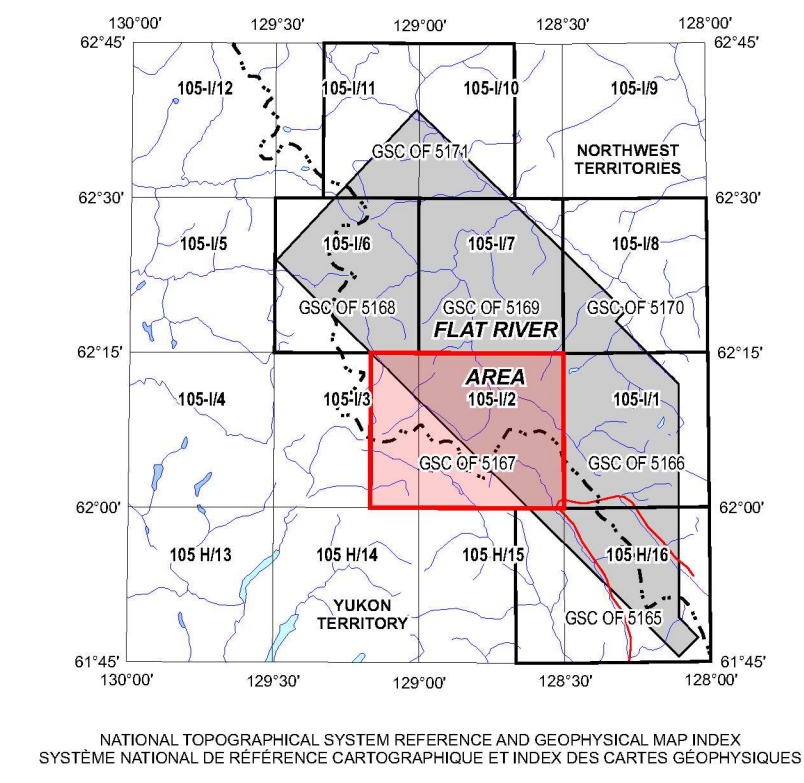 130°00' 129°30' 129°00' 128°30' 128°00'
62°45' 62°45'
105-I/12 105-I/11 105-I/10 105-I/9
GSC OF 5171
NORTHWEST
TERRITORIES
62°30' 62°30'
105-I/5 105-I/6 105-I/7 105-I/8
GSC OF 5168 GSC OF 5169 GSC OF 5170
FLAT RIVER
62°15' 62°15'
AREA
105-I/4 105-I/3 105-I/2 105-I/1
GSC OF 5167 GSC OF 5166
62°00' 62°00'
105 H/13 105 H/14 105 H/15 105 H/16
YUKON
TERRITORY
GSC OF 5165
61°45' 61°45'
130°00' 129°30' 129°00' 128°30' 128°00'
NATIONAL TOPOGRAPHICAL SYSTEM REFERENCE AND GEOPHYSICAL MAP INDEX
SYSTÈME NATIONAL DE RÉFÉRENCE CARTOGRAPHIQUE ET INDEX DES CARTES GÉOPHYSIQUES